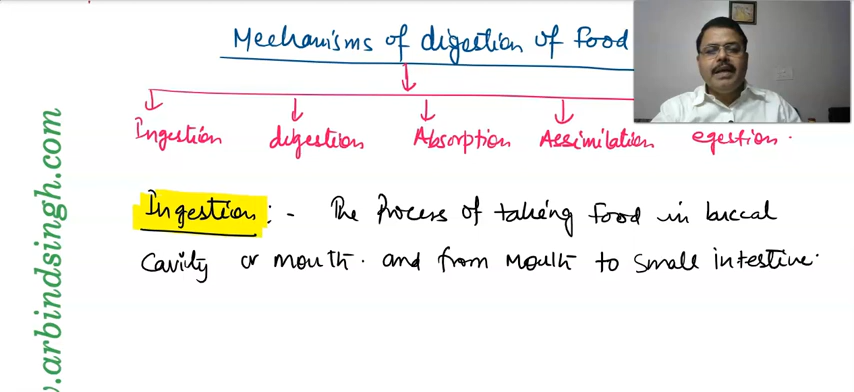 Mechanisms of digestion of food
Ingestion digestion Absorption Assimilation egestion.
Ingestion :- The Process of taking food in buccal
cavity or mouth. and from mouth to small intestine.
w.arbindsingh.com